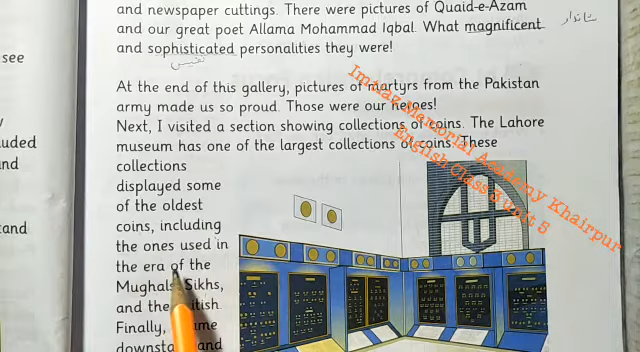 and newspaper cuttings. There were pictures of Quaid-e-Azam
and our great poet Allama Mohammad Iqbal. What magnificent
شاندار
and sophisticated personalities they were!
نفیس
see
At the end of this gallery, pictures of martyrs from the Pakistan
army made us so proud. Those were our heroes!
Next, I visited a section showing collections of coins. The Lahore
uded
museum has one of the largest collections of coins. These
nd
collections
displayed some
of the oldest
coins, including
and
the ones used in
the era of the
Mughals, Sikhs,
and the British
Finally,
downsta and
Imtiaz Memorial Academy Khairpur
English Class 3 unit 5